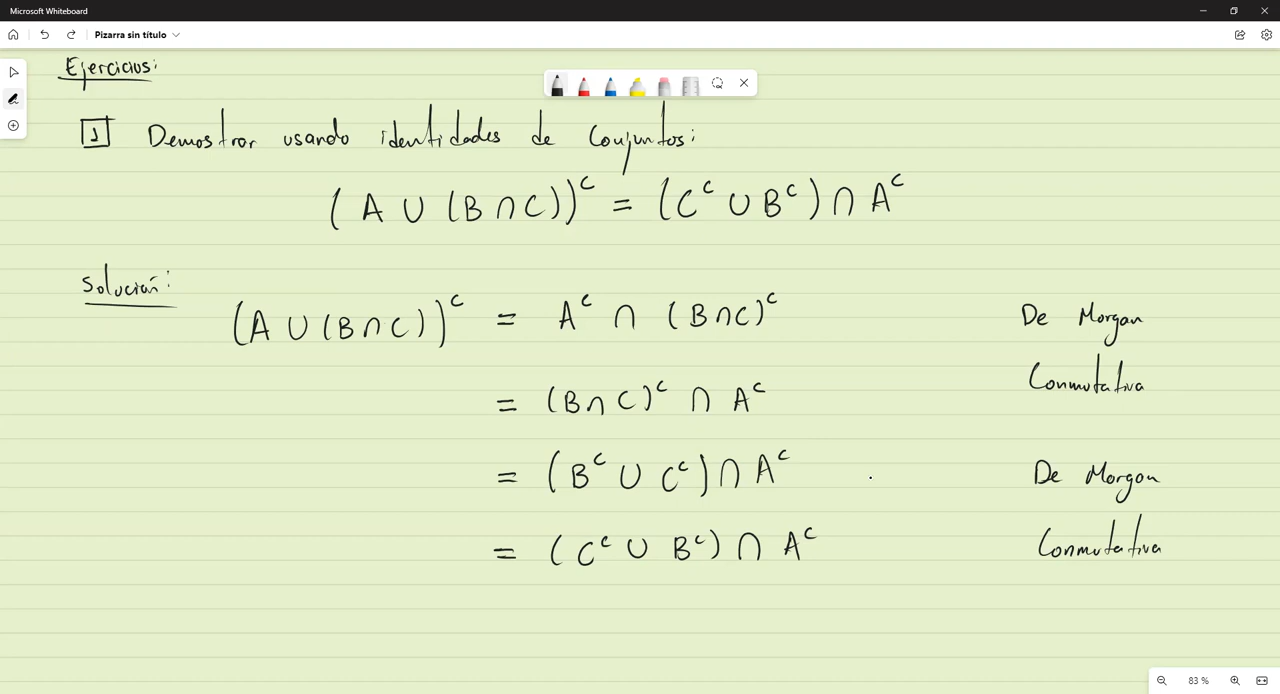 Microsoft Whiteboard
Pizarra sin título
Ejercicios:
1 Demostrar usando identidades de Conjuntos:
(A ∪ (B ∩ C))ᶜ = (Cᶜ ∪ Bᶜ) ∩ Aᶜ
Solución:
(A ∪ (B ∩ C))ᶜ = Aᶜ ∩ (B ∩ C)ᶜ De Morgan
= (B ∩ C)ᶜ ∩ Aᶜ Conmutativa
= (Bᶜ ∪ Cᶜ) ∩ Aᶜ De Morgan
= (Cᶜ ∪ Bᶜ) ∩ Aᶜ Conmutativa
83 %